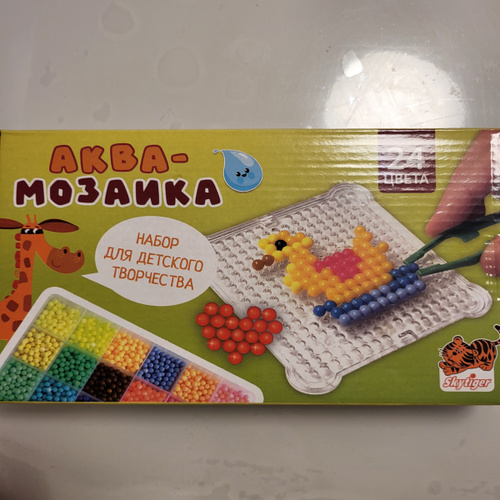 АКВА-
МОЗАИКА
24
ЦВЕТА
НАБОР
ДЛЯ ДЕТСКОГО
ТВОРЧЕСТВА
Skytiger